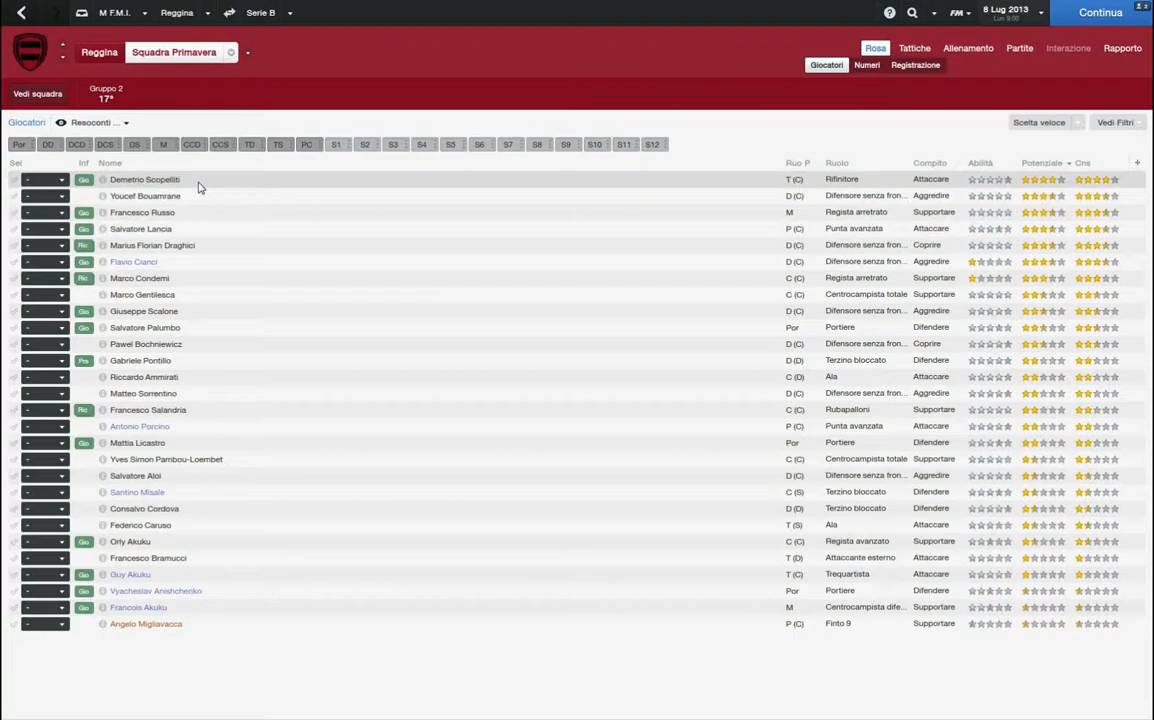 M F.M.I. Reggina Serie B FM 8 Lug 2013 Lun 9:00 Continua 2
Reggina Squadra Primavera Rosa Tattiche Allenamento Partite Interazione Rapporto
Giocatori Numeri Registrazione
Vedi squadra Gruppo 2
17°
Giocatori Resoconti ... Scelta veloce Vedi Filtri
Por DD DCD DCS DS M CCD CCS TD TS PC S1 S2 S3 S4 S5 S6 S7 S8 S9 S10 S11 S12
Sel Inf Nome Ruo P Ruolo Compito Abilità Potenziale Cns +
- Gio Demetrio Scopelliti T (C) Rifinitore Attaccare
- Youcef Bouamrane D (C) Difensore senza fron... Aggredire
- Gio Francesco Russo M Regista arretrato Supportare
- Gio Salvatore Lancia P (C) Punta avanzata Attaccare
- Ric Marius Florian Draghici D (C) Difensore senza fron... Coprire
- Gio Flavio Cianci D (C) Difensore senza fron... Aggredire
- Ric Marco Condemi C (C) Regista arretrato Supportare
- Marco Gentilesca C (C) Centrocampista totale Supportare
- Gio Giuseppe Scalone D (C) Difensore senza fron... Aggredire
- Gio Salvatore Palumbo Por Portiere Difendere
- Pawel Bochniewicz D (C) Difensore senza fron... Coprire
- Prs Gabriele Pontillo D (D) Terzino bloccato Difendere
- Riccardo Ammirati C (D) Ala Attaccare
- Matteo Sorrentino D (C) Difensore senza fron... Aggredire
- Ric Francesco Salandria C (C) Rubapalloni Supportare
- Antonio Porcino P (C) Punta avanzata Attaccare
- Gio Mattia Licastro Por Portiere Difendere
- Yves Simon Pambou-Loembet C (C) Centrocampista totale Supportare
- Salvatore Aloi D (C) Difensore senza fron... Aggredire
- Santino Misale C (S) Terzino bloccato Difendere
- Consalvo Cordova D (D) Terzino bloccato Difendere
- Federico Caruso T (S) Ala Attaccare
- Gio Orly Akuku C (C) Regista avanzato Supportare
- Francesco Bramucci T (D) Attaccante esterno Attaccare
- Gio Guy Akuku T (C) Trequartista Attaccare
- Gio Vyacheslav Anishchenko Por Portiere Difendere
- Gio Francois Akuku M Centrocampista dife... Supportare
- Angelo Migliavacca P (C) Finto 9 Supportare